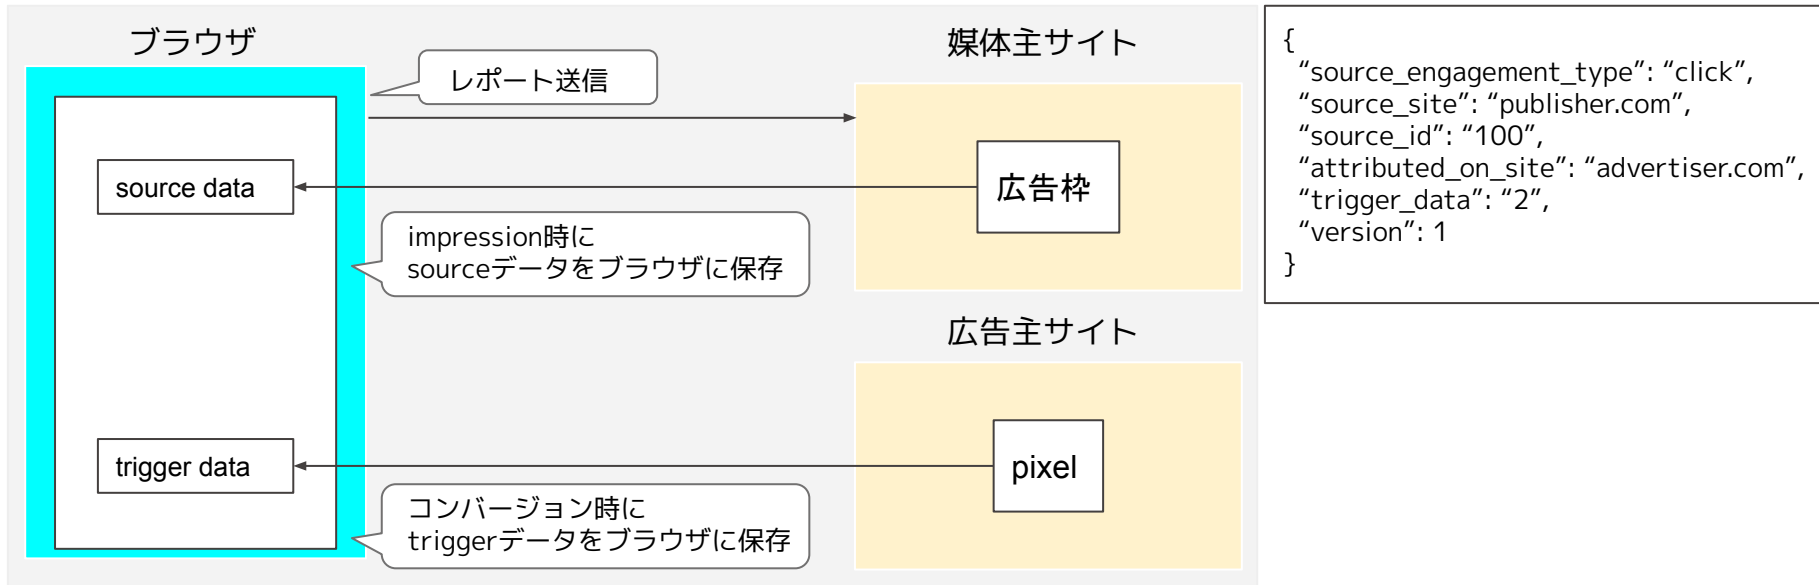 ブラウザ
媒体主サイト
レポート送信
source data
広告枠
impression時に
sourceデータをブラウザに保存
広告主サイト
trigger data
pixel
コンバージョン時に
triggerデータをブラウザに保存
{
“source_engagement_type”: “click”,
“source_site”: “publisher.com”,
“source_id”: “100”,
“attributed_on_site”: “advertiser.com”,
“trigger_data”: “2”,
“version”: 1
}